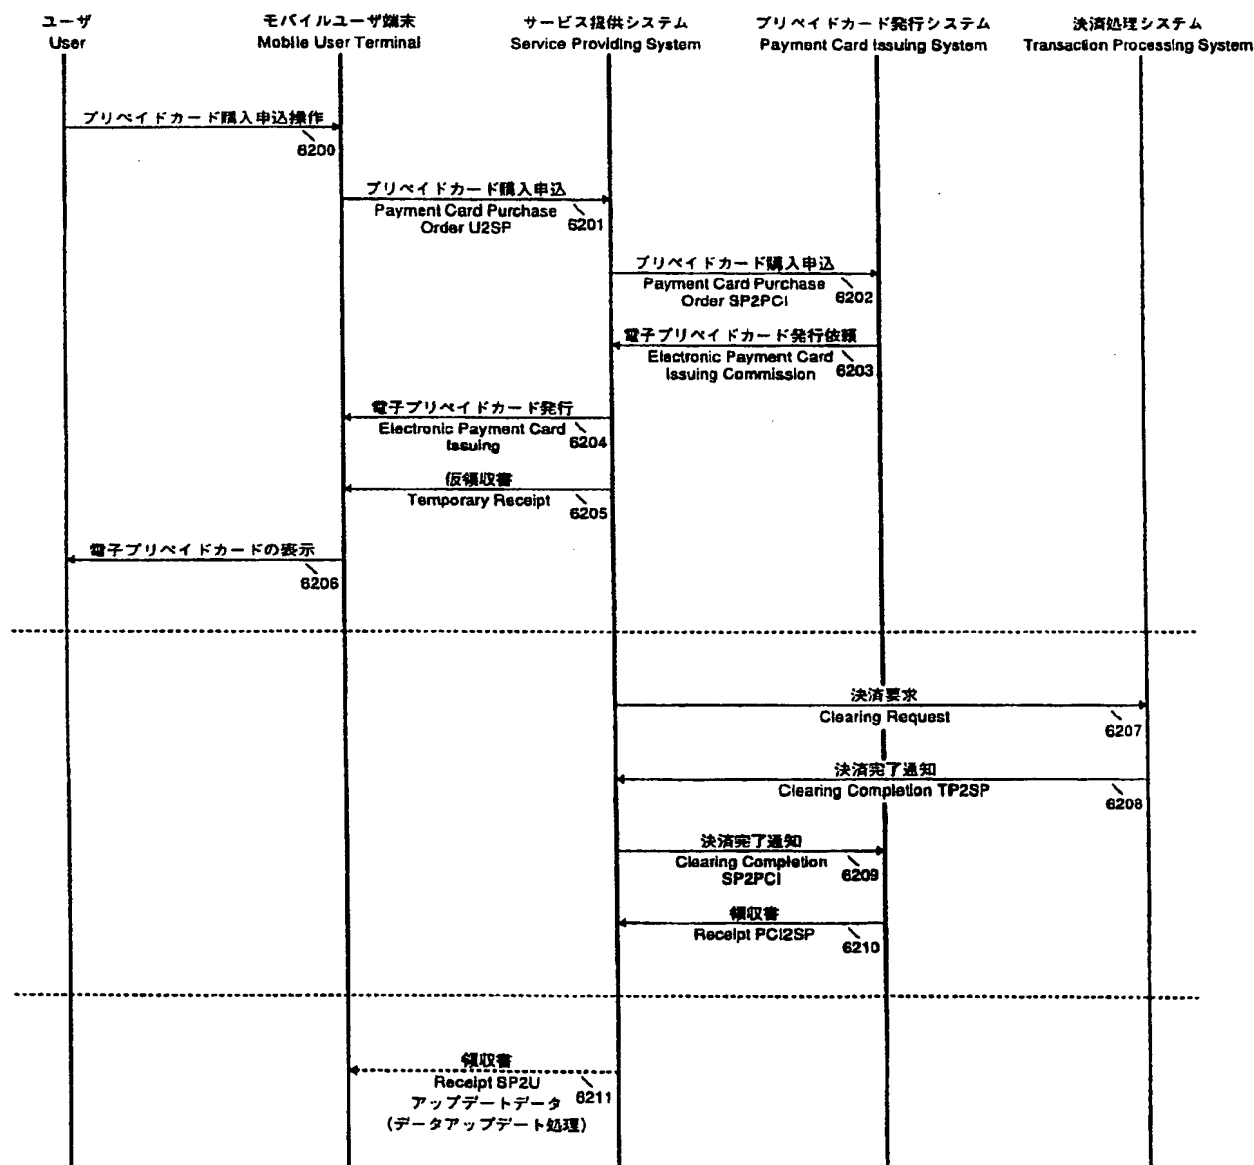 ユーザ
User
モバイルユーザ端末
Mobile User Terminal
サービス提供システム
Service Providing System
プリペイドカード発行システム
Payment Card Issuing System
決済処理システム
Transaction Processing System
プリペイドカード購入申込操作
6200
プリペイドカード購入申込
Payment Card Purchase
Order U2SP
6201
プリペイドカード購入申込
Payment Card Purchase
Order SP2PCI
6202
電子プリペイドカード発行依頼
Electronic Payment Card
Issuing Commission
6203
電子プリペイドカード発行
Electronic Payment Card
Issuing
6204
仮領収書
Temporary Receipt
6205
電子プリペイドカードの表示
6206
決済要求
Clearing Request
6207
決済完了通知
Clearing Completion TP2SP
6208
決済完了通知
Clearing Completion
SP2PCI
6209
領収書
Receipt PCI2SP
6210
領収書
Receipt SP2U
6211
アップデートデータ
（データアップデート処理）